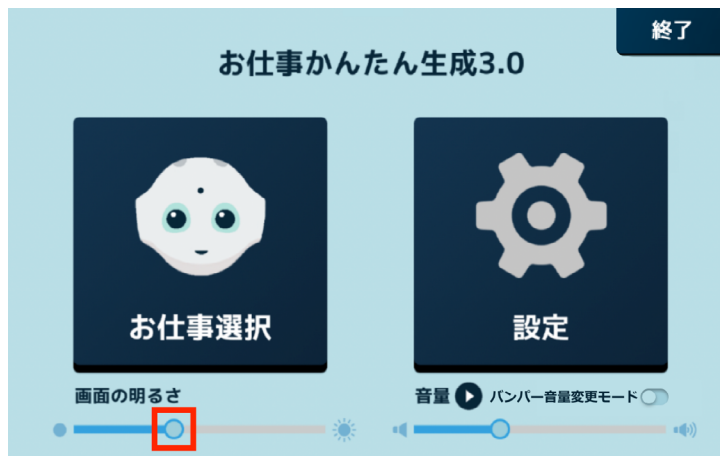 終了
お仕事かんたん生成3.0
お仕事選択
設定
画面の明るさ
音量 バンパー音量変更モード